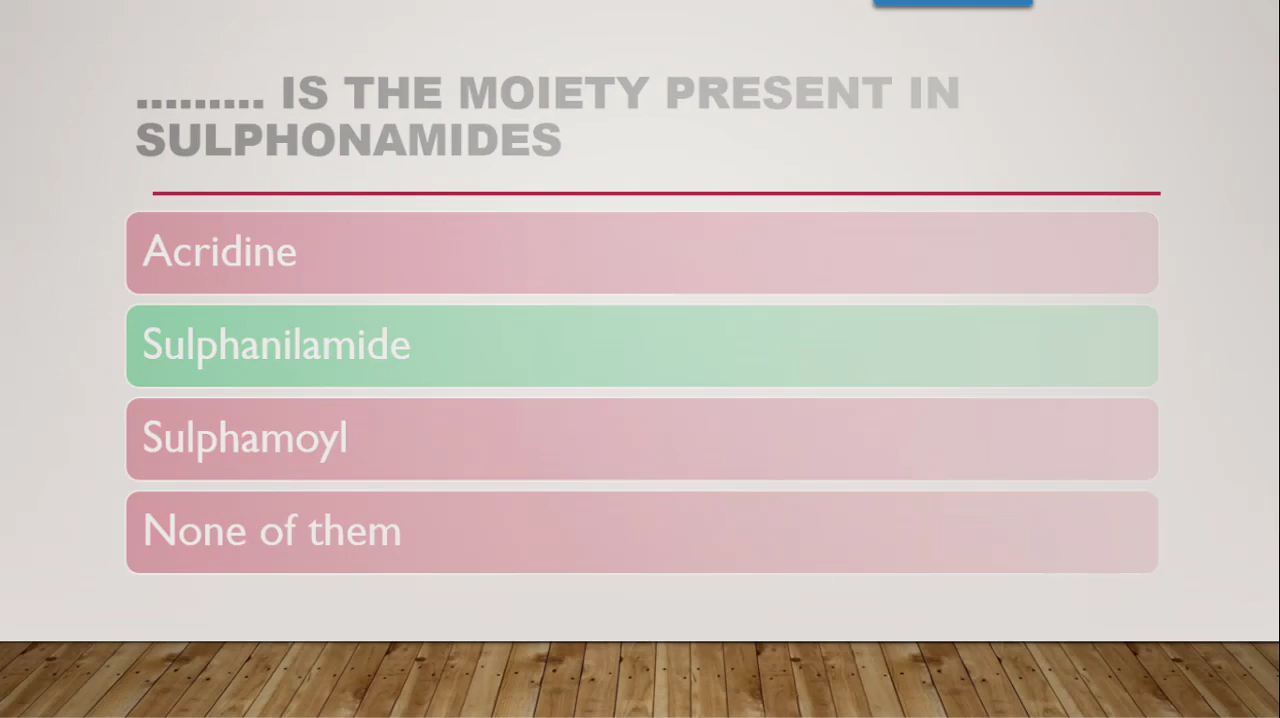 ......... IS THE MOIETY PRESENT IN
SULPHONAMIDES
Acridine
Sulphanilamide
Sulphamoyl
None of them